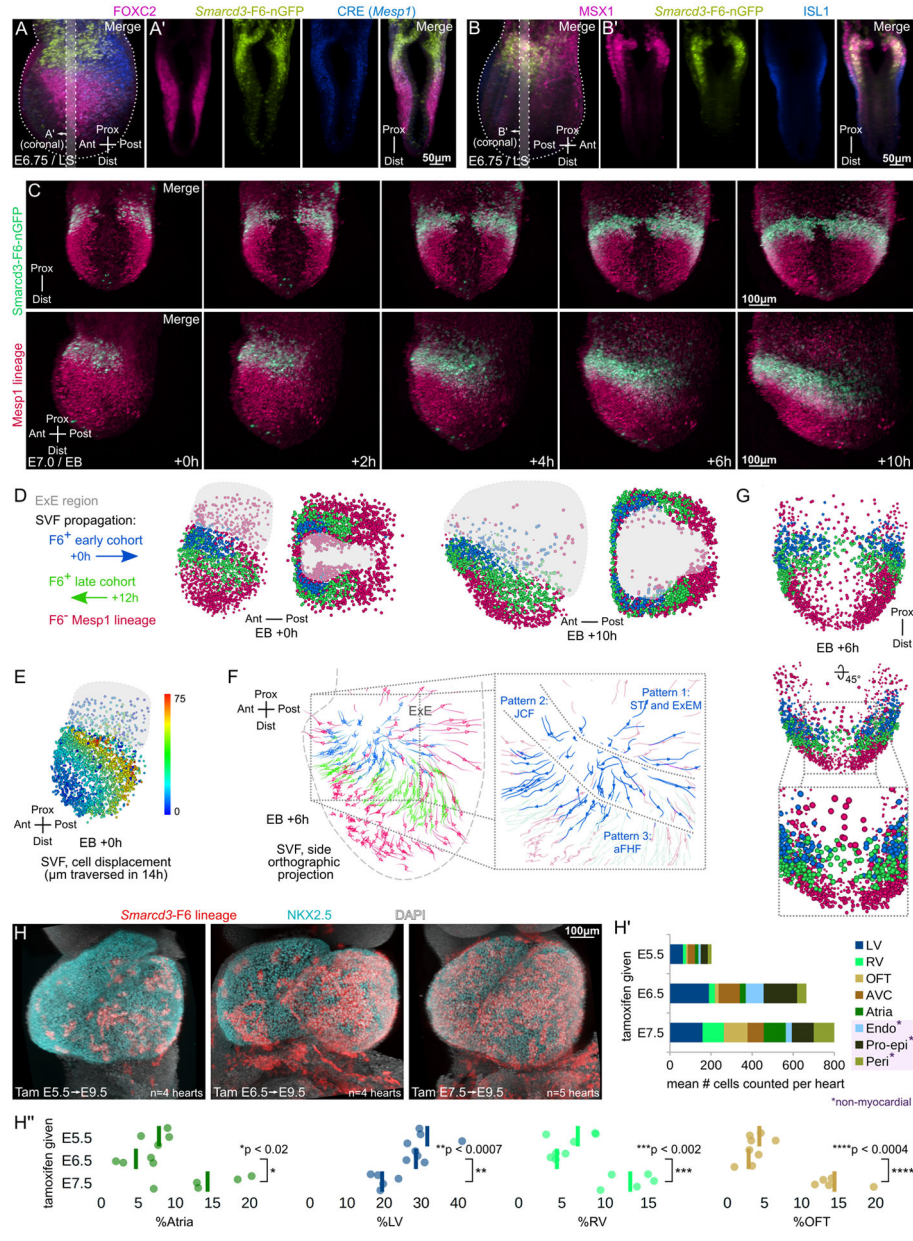 FOXC2 Smarcd3-F6-nGFP CRE (Mesp1)
A
Merge
A'
Merge
A'
(coronal)
Prox
Ant Post
Dist
E6.75 / LS
Prox
Dist
50μm
MSX1 Smarcd3-F6-nGFP ISL1
B
Merge
B'
Merge
B'
(coronal)
Prox
Post Ant
Dist
E6.75 / LS
Prox
Dist
50μm
Smarcd3-F6-nGFP
Mesp1 lineage
C
Merge
Prox
Dist
100μm
Merge
Prox
Ant Post
Dist
E7.0 / EB
+0h
+2h
+4h
+6h
100μm
+10h
D
ExE region
SVF propagation:
F6+ early cohort
+0h
F6+ late cohort
+12h
F6- Mesp1 lineage
Ant Post
EB +0h
Ant Post
EB +10h
G
Prox
Dist
EB +6h
45°
E
75
0
Prox
Ant Post
Dist
EB +0h
SVF, cell displacement
(μm traversed in 14h)
F
Prox
Ant Post
Dist
ExE
EB +6h
SVF, side
orthographic
projection
Pattern 1:
STJ and ExEM
Pattern 2:
JCF
Pattern 3:
aFHF
Smarcd3-F6 lineage NKX2.5 DAPI
H
100μm
Tam E5.5→E9.5 n=4 hearts
Tam E6.5→E9.5 n=4 hearts
Tam E7.5→E9.5 n=5 hearts
H'
tamoxifen given
E5.5
E6.5
E7.5
0 200 400 600 800
mean # cells counted per heart
LV
RV
OFT
AVC
Atria
Endo*
Pro-epi*
Peri*
*non-myocardial
H"
tamoxifen given
E5.5
E6.5
E7.5
*p < 0.02
*
0 5 10 15 20
%Atria
**p < 0.0007
**
0 10 20 30 40
%LV
***p < 0.002
***
0 5 10 15
%RV
****p < 0.0004
****
0 5 10 15 20
%OFT